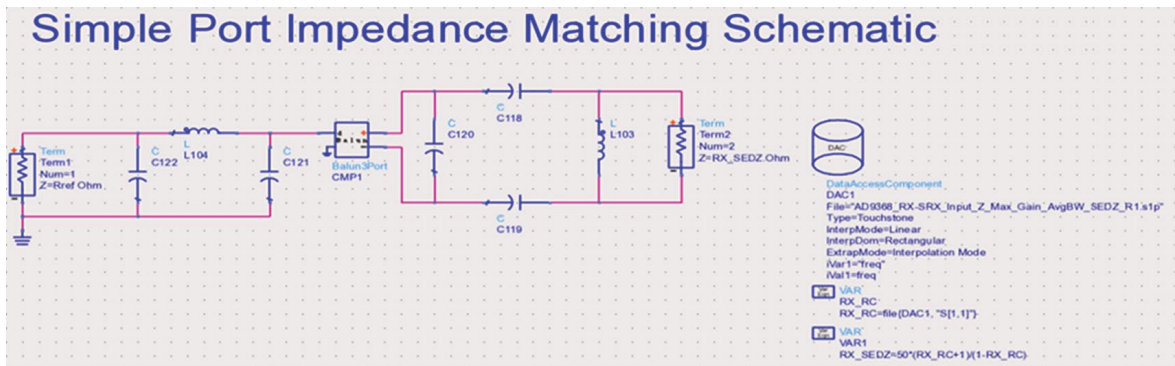 Simple Port Impedance Matching Schematic
Term
Term1
Num=1
Z=Rref Ohm
C
C122
L
L104
C
C121
Balun3Port
CMP1
C
C120
C
C118
C
C119
L
L103
Term
Term2
Num=2
Z=RX_SEDZ Ohm
DAC
DataAccessComponent
DAC1
File="AD9368_RX-SRX_Input_Z_Max_Gain_AvgBW_SEDZ_R1.s1p"
Type=Touchstone
InterpMode=Linear
InterpDom=Rectangular
ExtrapMode=Interpolation Mode
iVar1="freq"
iVal1=freq
VAR
RX_RC
RX_RC=file{DAC1, "S[1,1]"}
VAR
VAR1
RX_SEDZ=50*(RX_RC+1)/(1-RX_RC)